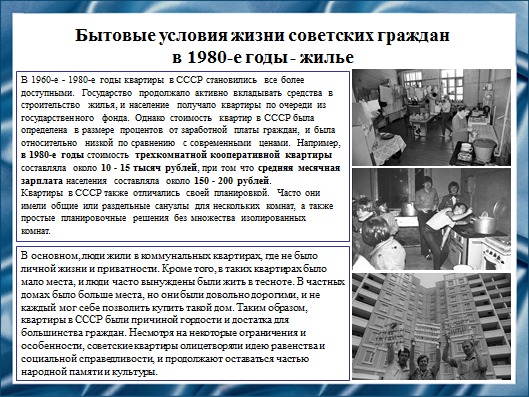 Бытовые условия жизни советских граждан
в 1980-е годы - жилье
В 1960-е - 1980-е годы квартиры в СССР становились все более
доступными. Государство продолжало активно вкладывать средства в
строительство жилья, и население получало квартиры по очереди из
государственного фонда. Однако стоимость квартир в СССР была
определена в размере процентов от заработной платы граждан, и была
относительно низкой по сравнению с современными ценами. Например,
в 1980-е годы стоимость трехкомнатной кооперативной квартиры
составляла около 10 - 15 тысяч рублей, при том что средняя месячная
зарплата населения составляла около 150 - 200 рублей.
Квартиры в СССР также отличались своей планировкой. Часто они
имели общие или раздельные санузлы для нескольких комнат, а также
простые планировочные решения без множества изолированных
комнат.
В основном, люди жили в коммунальных квартирах, где не было
личной жизни и приватности. Кроме того, в таких квартирах было
мало места, и люди часто вынуждены были жить в тесноте. В частных
домах было больше места, но они были довольно дорогими, и не
каждый мог себе позволить купить такой дом. Таким образом,
квартиры в СССР были причиной гордости и достатка для
большинства граждан. Несмотря на некоторые ограничения и
особенности, советские квартиры олицетворяли идею равенства и
социальной справедливости, и продолжают оставаться частью
народной памяти и культуры.